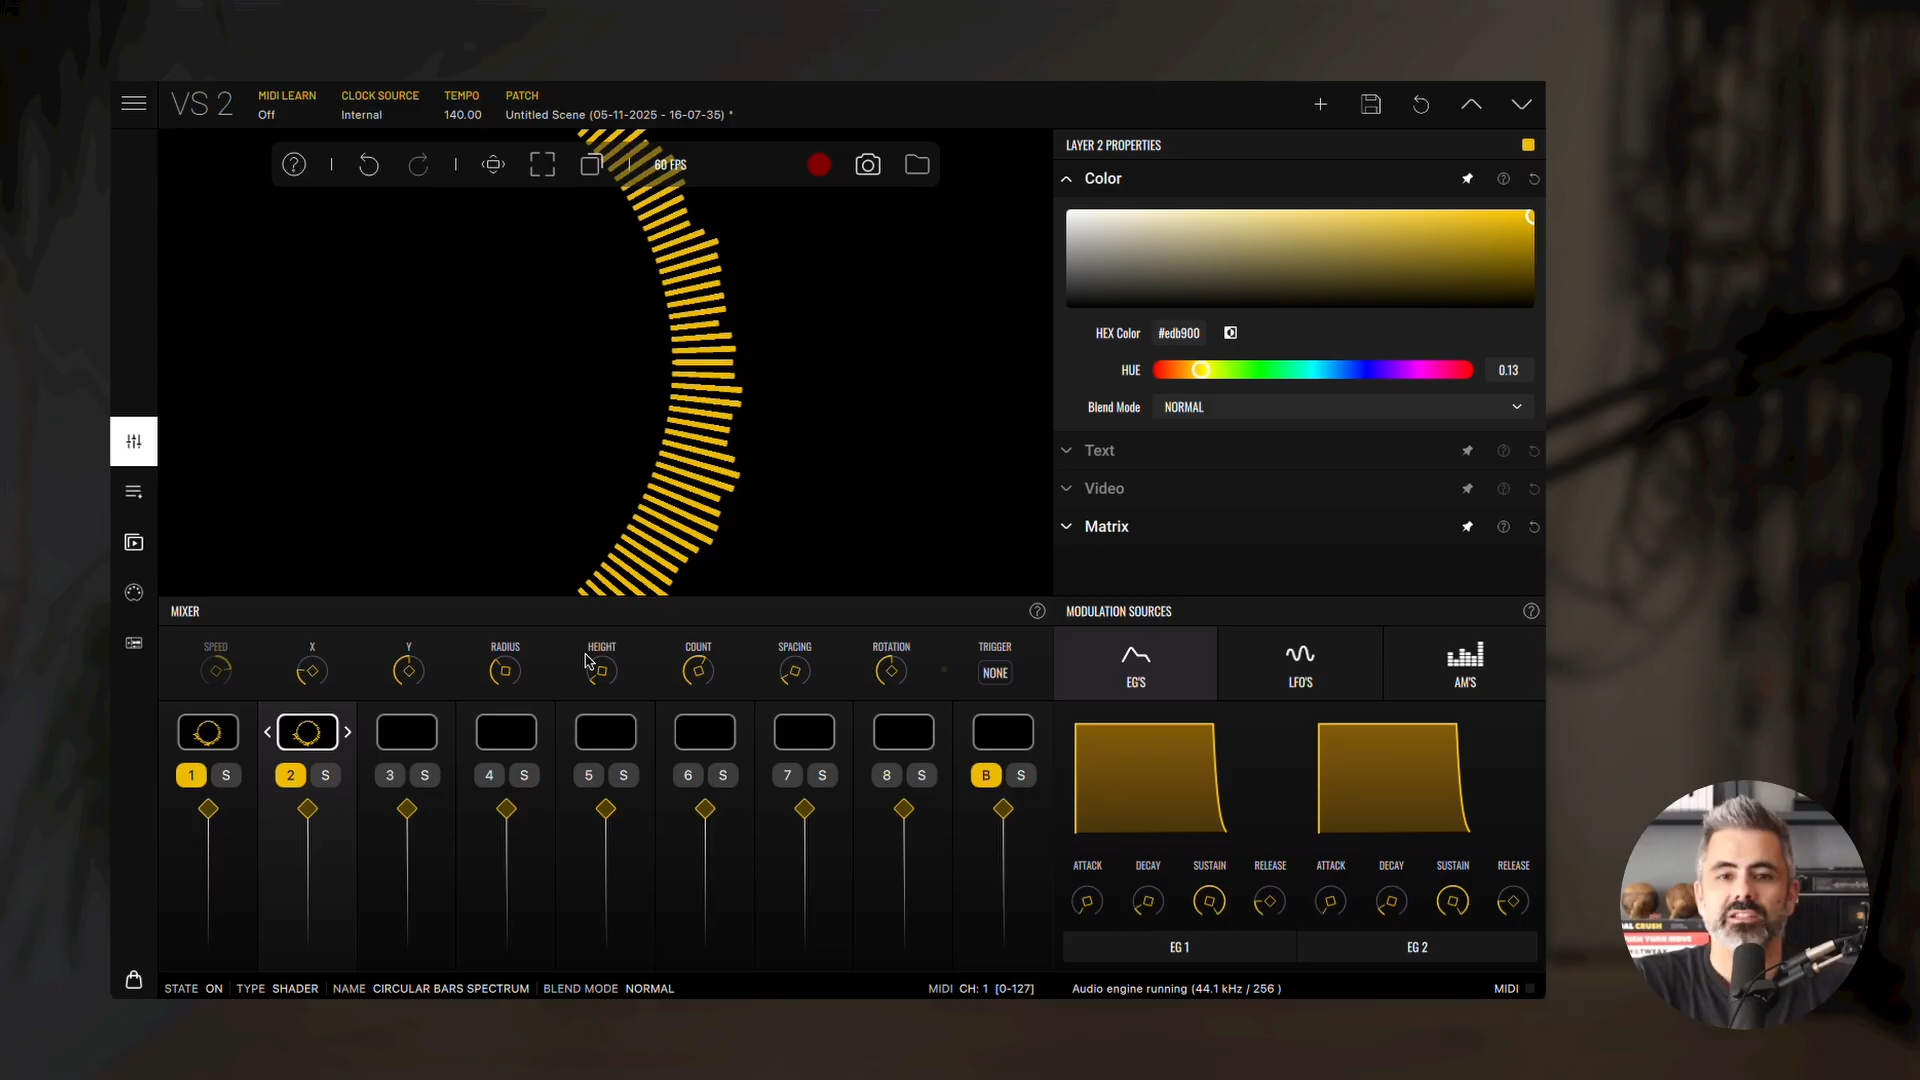 VS 2
MIDI LEARN CLOCK SOURCE TEMPO PATCH
Off Internal 140.00 Untitled Scene (05-11-2025 - 16-07-35) *
60 FPS
LAYER 2 PROPERTIES
Color
HEX Color #edb900
HUE 0.13
Blend Mode NORMAL
Text
Video
Matrix
MIXER
SPEED X Y RADIUS HEIGHT COUNT SPACING ROTATION TRIGGER
NONE
1 S 2 S 3 S 4 S 5 S 6 S 7 S 8 S B S
MODULATION SOURCES
EG'S LFO'S AM'S
ATTACK DECAY SUSTAIN RELEASE ATTACK DECAY SUSTAIN RELEASE
EG 1 EG 2
STATE ON TYPE SHADER NAME CIRCULAR BARS SPECTRUM BLEND MODE NORMAL MIDI CH: 1 [0-127]
Audio engine running (44.1 kHz / 256 ) MIDI
CRUSH
TURN MOVE
TWEAK